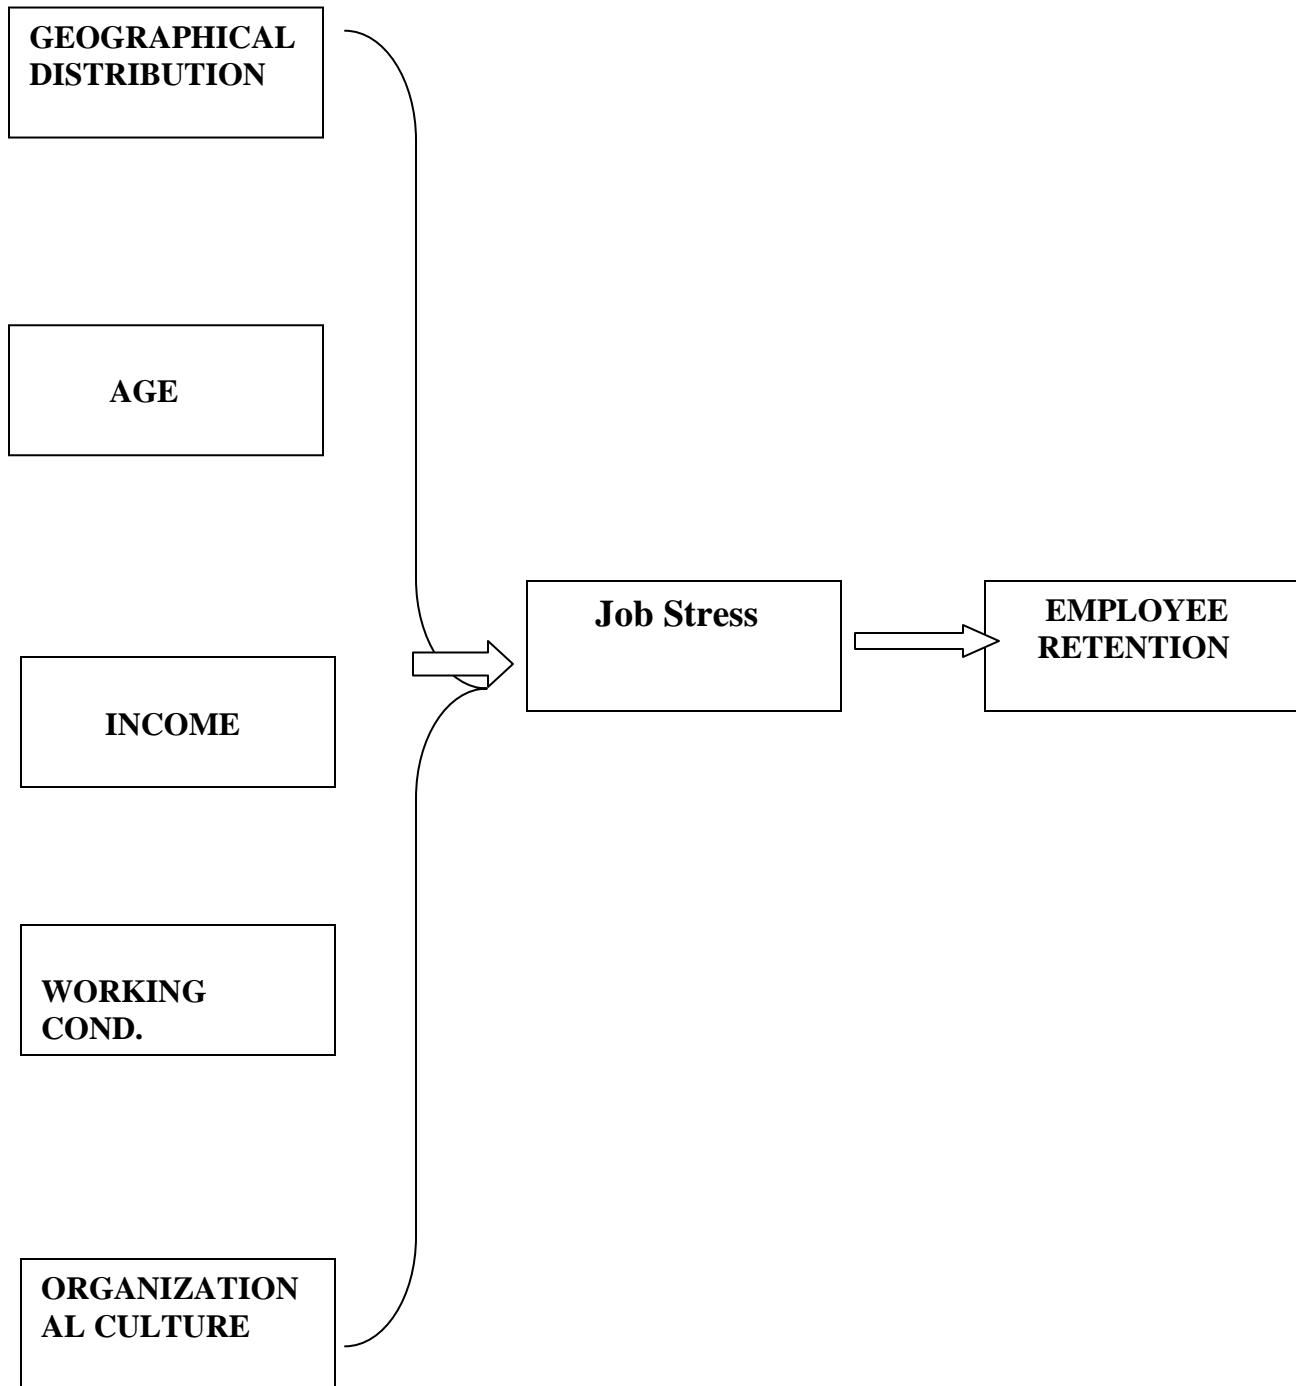 GEOGRAPHICAL
DISTRIBUTION
AGE
Job Stress
EMPLOYEE
RETENTION
INCOME
WORKING
COND.
ORGANIZATION
AL CULTURE